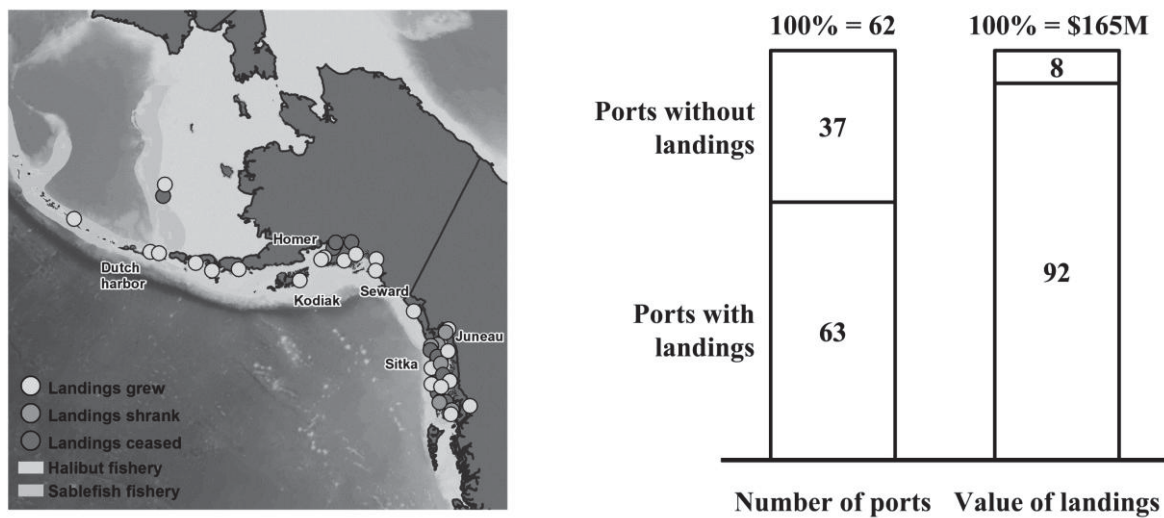 Homer
Dutch
harbor
Kodiak
Seward
Juneau
Sitka
Landings grew
Landings shrank
Landings ceased
Halibut fishery
Sablefish fishery
100% = 62
100% = $165M
Ports without
landings
37
8
Ports with
landings
63
92
Number of ports
Value of landings